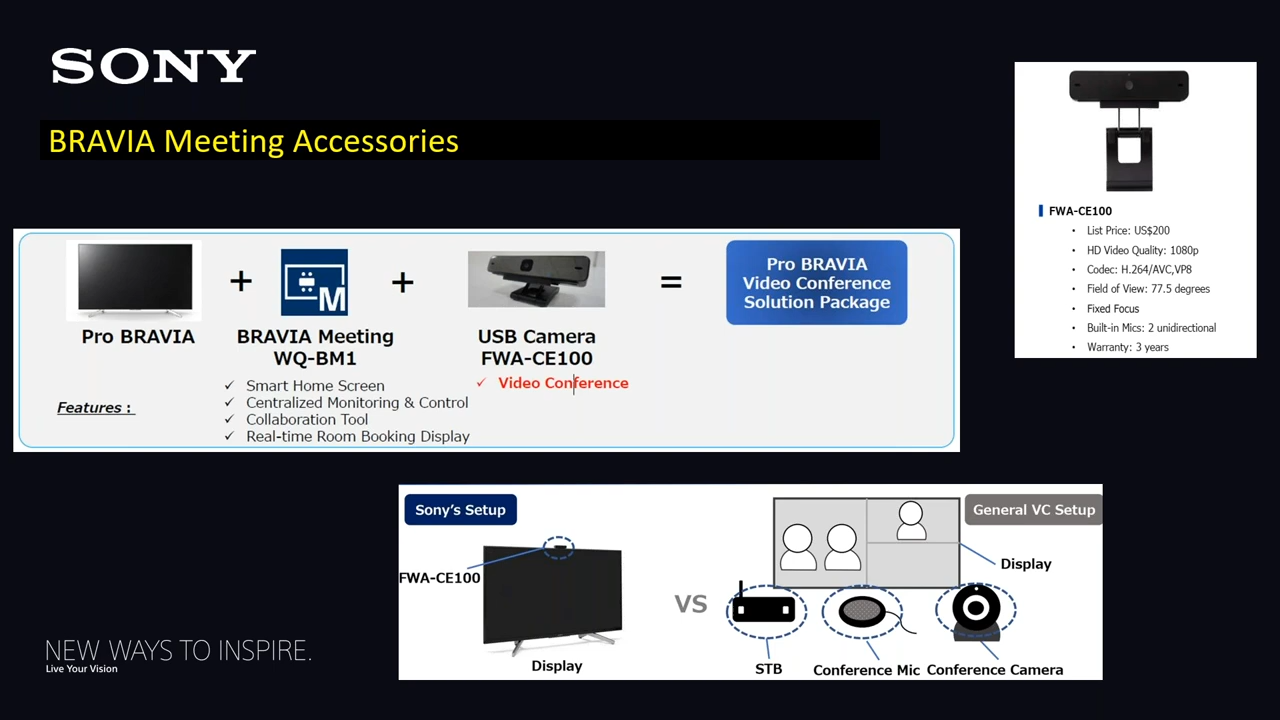 SONY
BRAVIA Meeting Accessories
FWA-CE100
• List Price: US$200
• HD Video Quality: 1080p
• Codec: H.264/AVC,VP8
• Field of View: 77.5 degrees
• Fixed Focus
• Built-in Mics: 2 unidirectional
• Warranty: 3 years
+
M
+
=
Pro BRAVIA
Video Conference
Solution Package
Pro BRAVIA
BRAVIA Meeting
WQ-BM1
USB Camera
FWA-CE100
Features :
✓ Smart Home Screen
✓ Centralized Monitoring & Control
✓ Collaboration Tool
✓ Real-time Room Booking Display
✓ Video Conference
Sony’s Setup
FWA-CE100
Display
VS
General VC Setup
Display
STB
Conference Mic
Conference Camera
NEW WAYS TO INSPIRE.
Live Your Vision